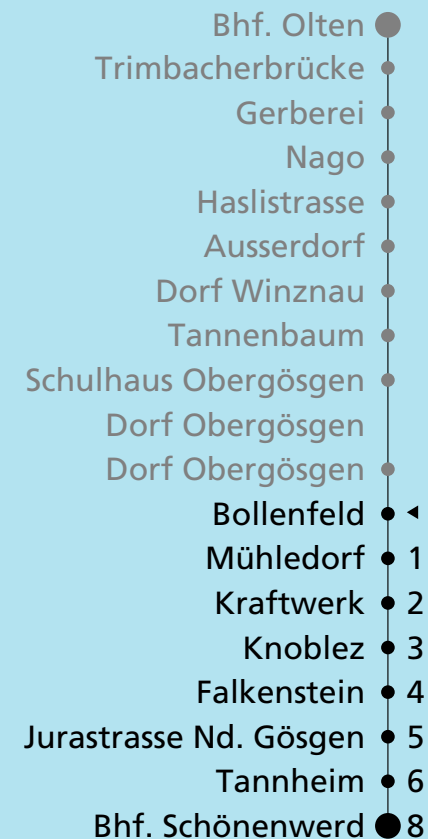 Bhf. Olten
Trimbacherbrücke
Gerberei
Nago
Haslistrasse
Ausserdorf
Dorf Winznau
Tannenbaum
Schulhaus Obergösgen
Dorf Obergösgen
Dorf Obergösgen
Bollenfeld
Mühledorf 1
Kraftwerk 2
Knoblez 3
Falkenstein 4
Jurastrasse Nd. Gösgen 5
Tannheim 6
Bhf. Schönenwerd 8